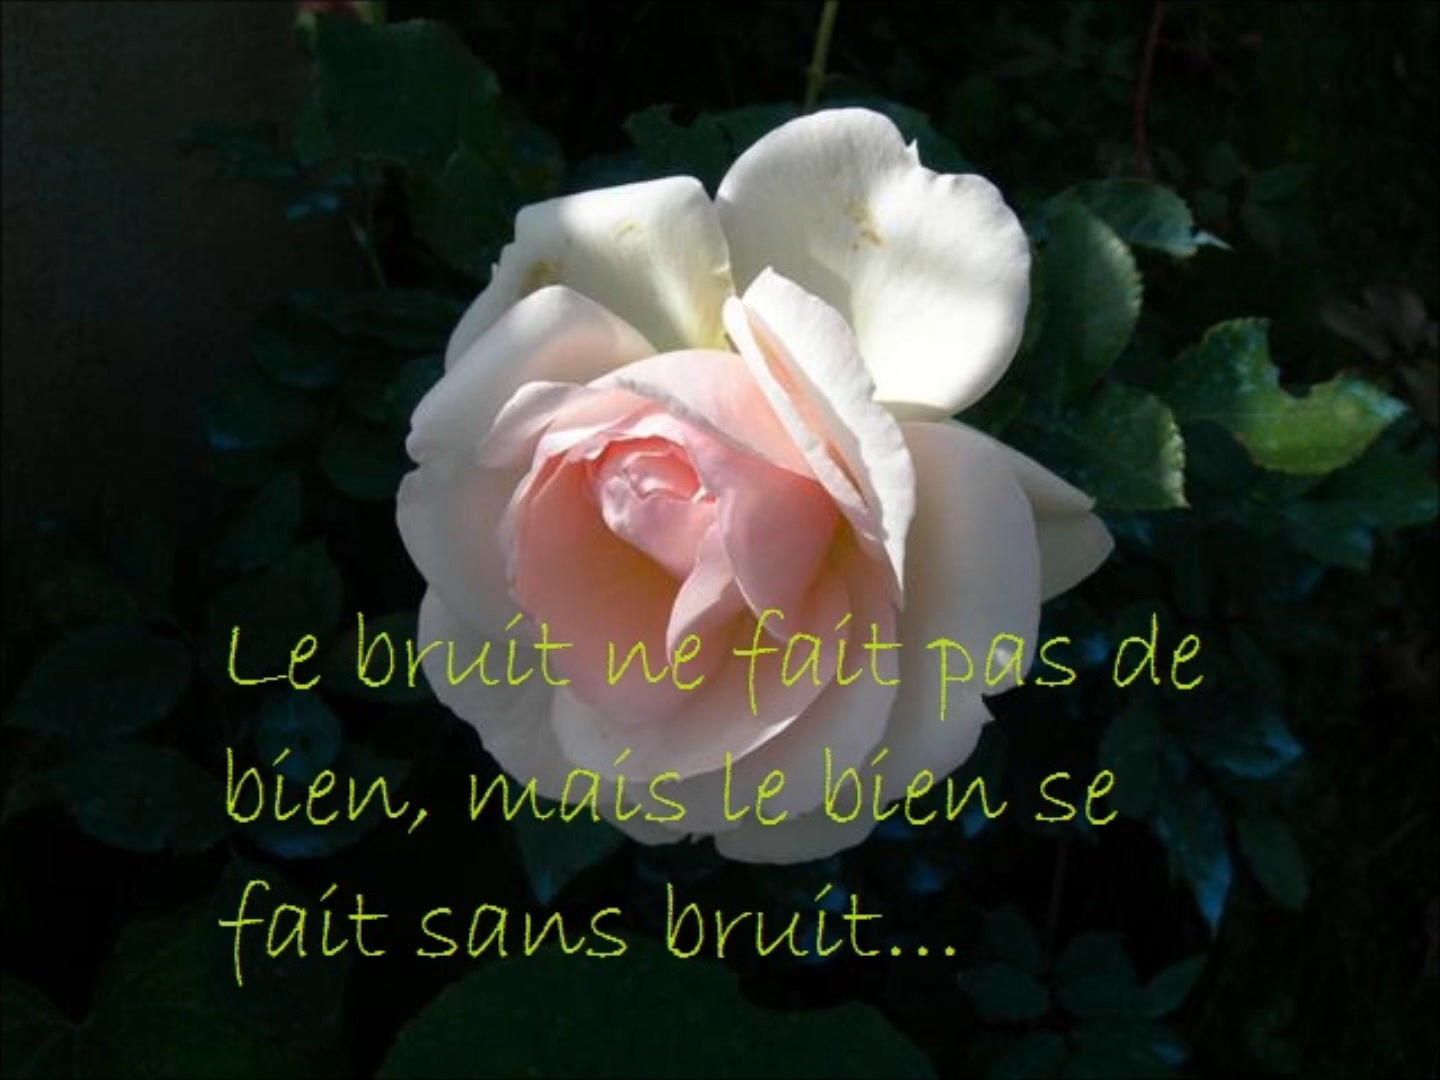 Le bruit ne fait pas de
bien, mais le bien se
fait sans bruit...